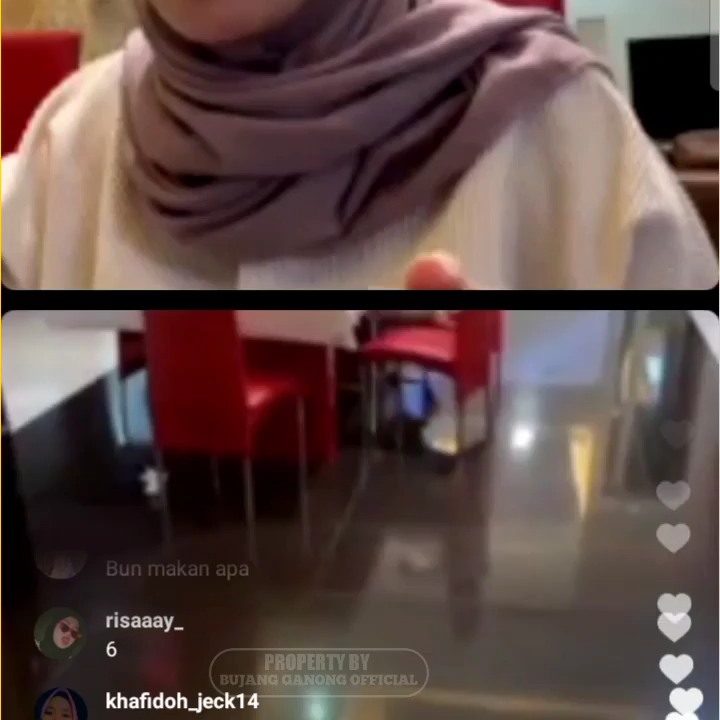 Bun makan apa
risaaay_
6
PROPERTY BY
BUJANG GANONG OFFICIAL
khafidoh_jeck14